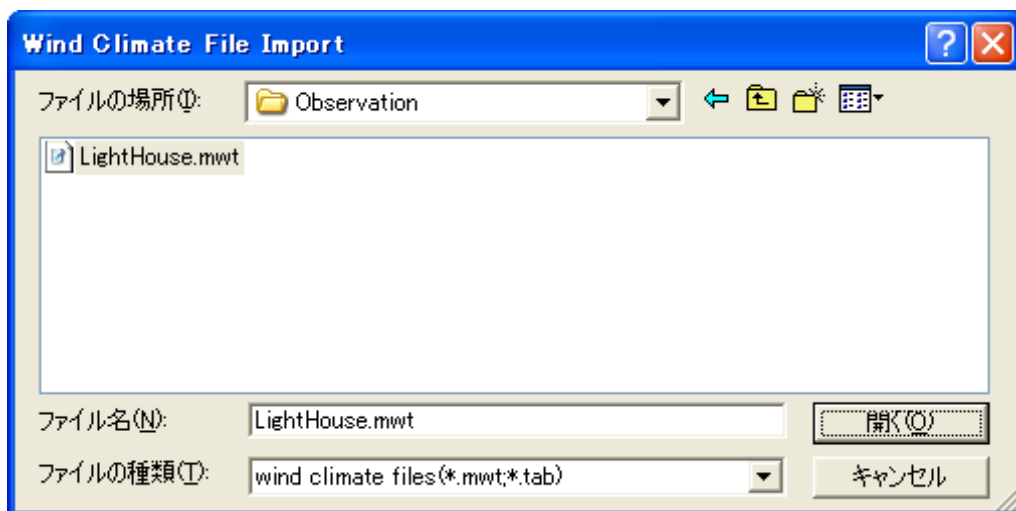 Wind Climate File Import
ファイルの場所(I): Observation
LightHouse.mwt
ファイル名(N): LightHouse.mwt 開く(O)
ファイルの種類(T): wind climate files(*.mwt;*.tab) キャンセル